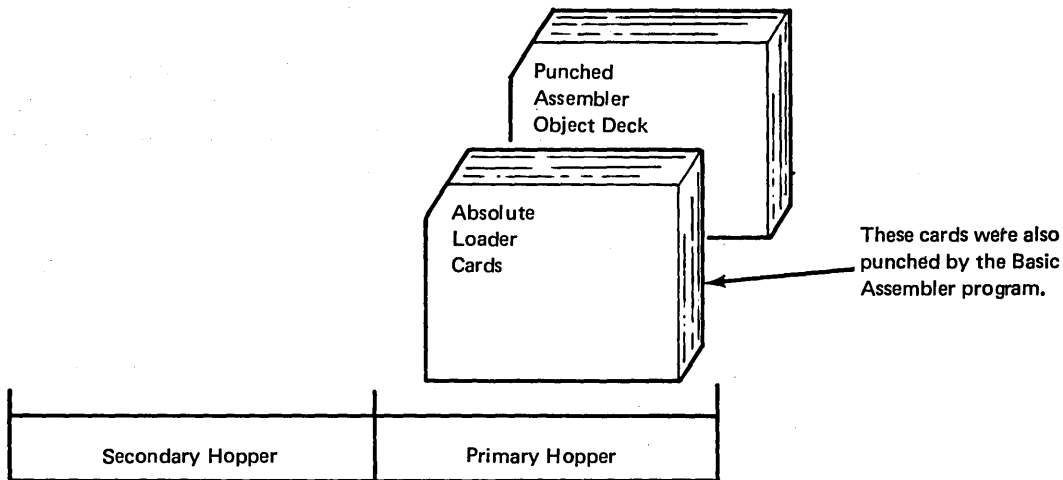 Punched
Assembler
Object Deck
Absolute
Loader
Cards
These cards were also
punched by the Basic
Assembler program.
Secondary Hopper
Primary Hopper